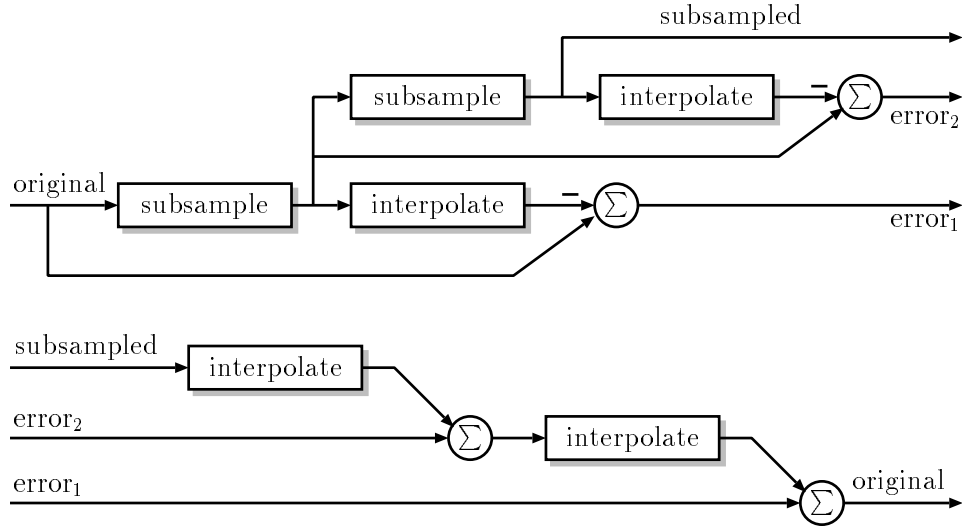 subsampled
subsample
interpolate
−
Σ
error₂
original
subsample
interpolate
−
Σ
error₁
subsampled
interpolate
error₂
Σ
interpolate
error₁
Σ
original